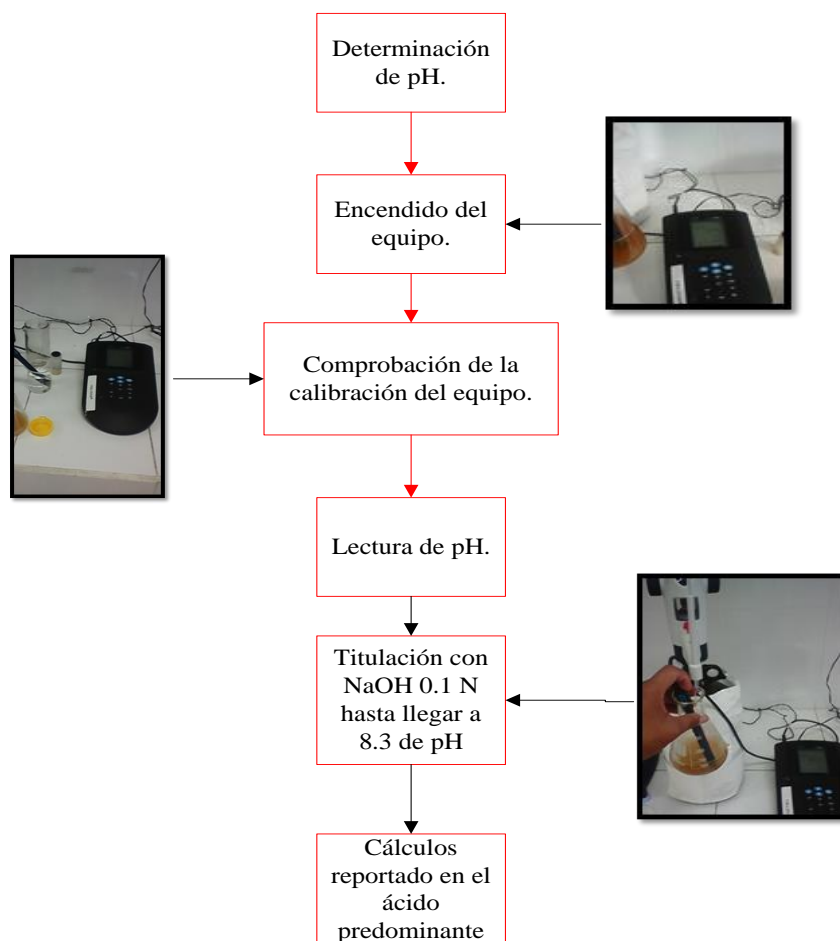 Determinación
de pH.
Encendido del
equipo.
Comprobación de la
calibración del equipo.
Lectura de pH.
Titulación con
NaOH 0.1 N
hasta llegar a
8.3 de pH
Cálculos
reportado en el
ácido
predominante